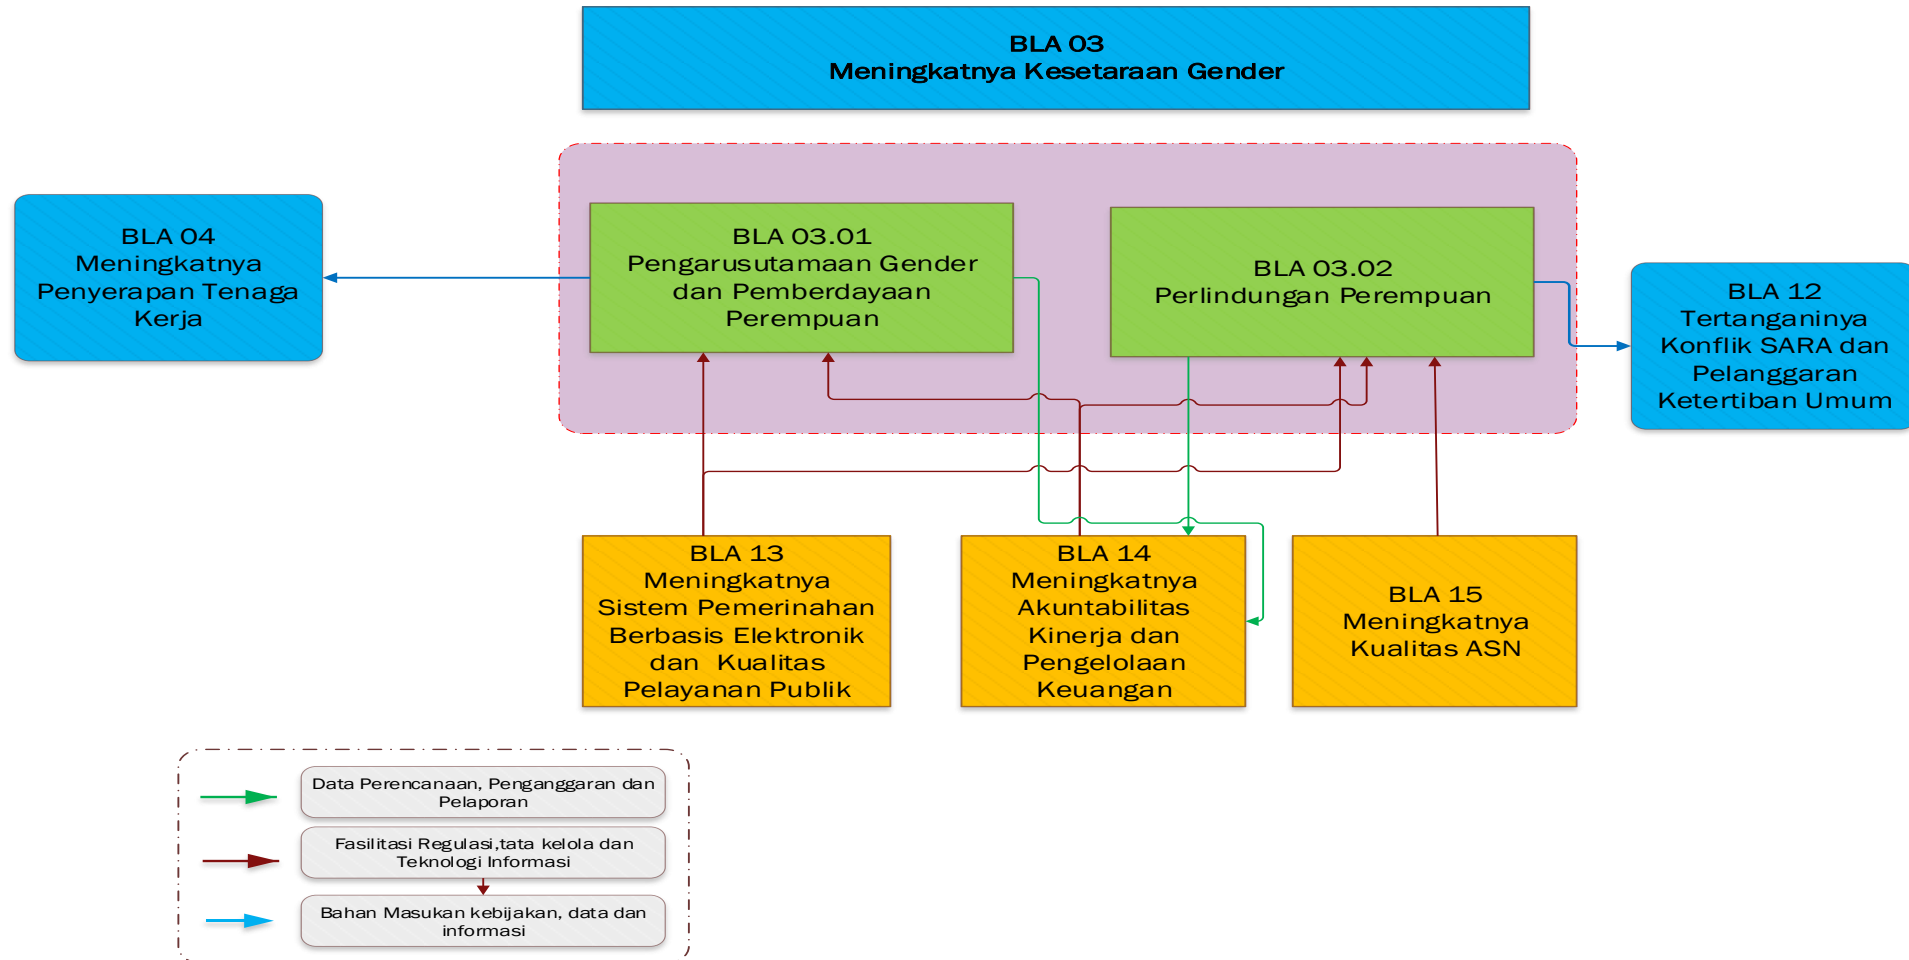 BLA 03
Meningkatnya Kesetaraan Gender
BLA 04
Meningkatnya
Penyerapan Tenaga
Kerja
BLA 03.01
Pengarusutamaan Gender
dan Pemberdayaan
Perempuan
BLA 03.02
Perlindungan Perempuan
BLA 12
Tertanganinya
Konflik SARA dan
Pelanggaran
Ketertiban Umum
BLA 13
Meningkatnya
Sistem Pemerinahan
Berbasis Elektronik
dan Kualitas
Pelayanan Publik
BLA 14
Meningkatnya
Akuntabilitas
Kinerja dan
Pengelolaan
Keuangan
BLA 15
Meningkatnya
Kualitas ASN
Data Perencanaan, Penganggaran dan
Pelaporan
Fasilitasi Regulasi,tata kelola dan
Teknologi Informasi
Bahan Masukan kebijakan, data dan
informasi